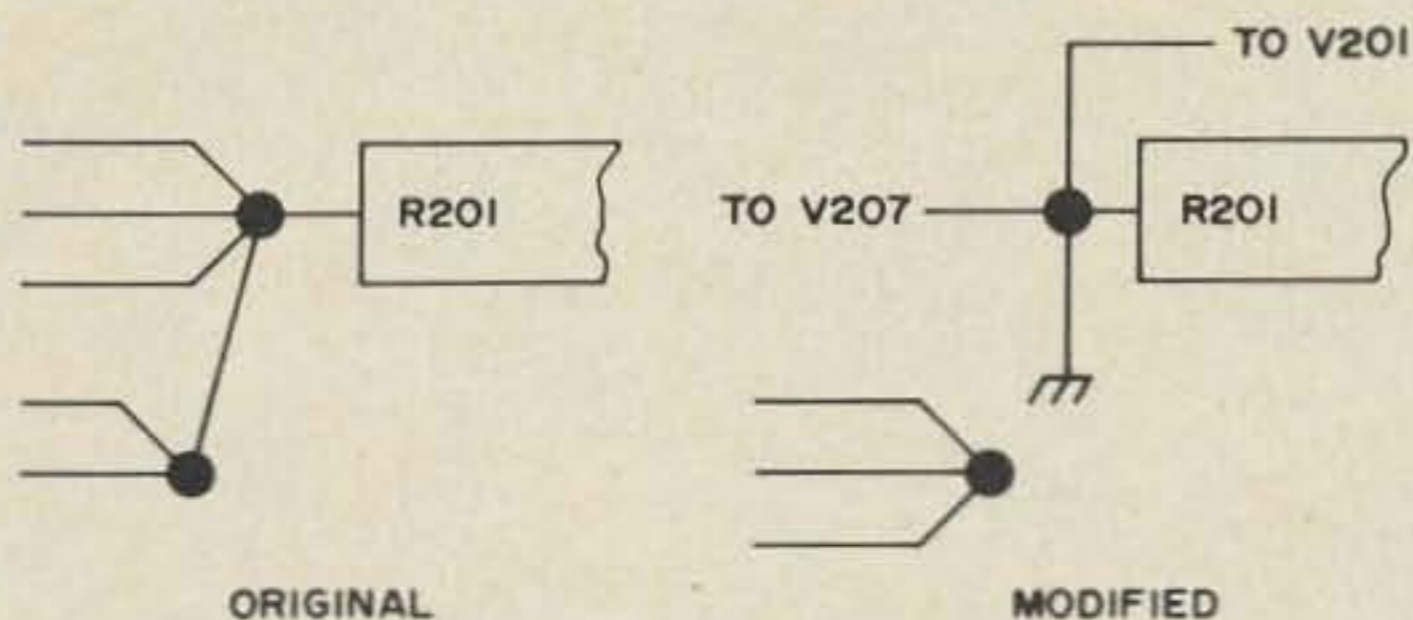 TO V201
R201
TO V207
R201
ORIGINAL
MODIFIED